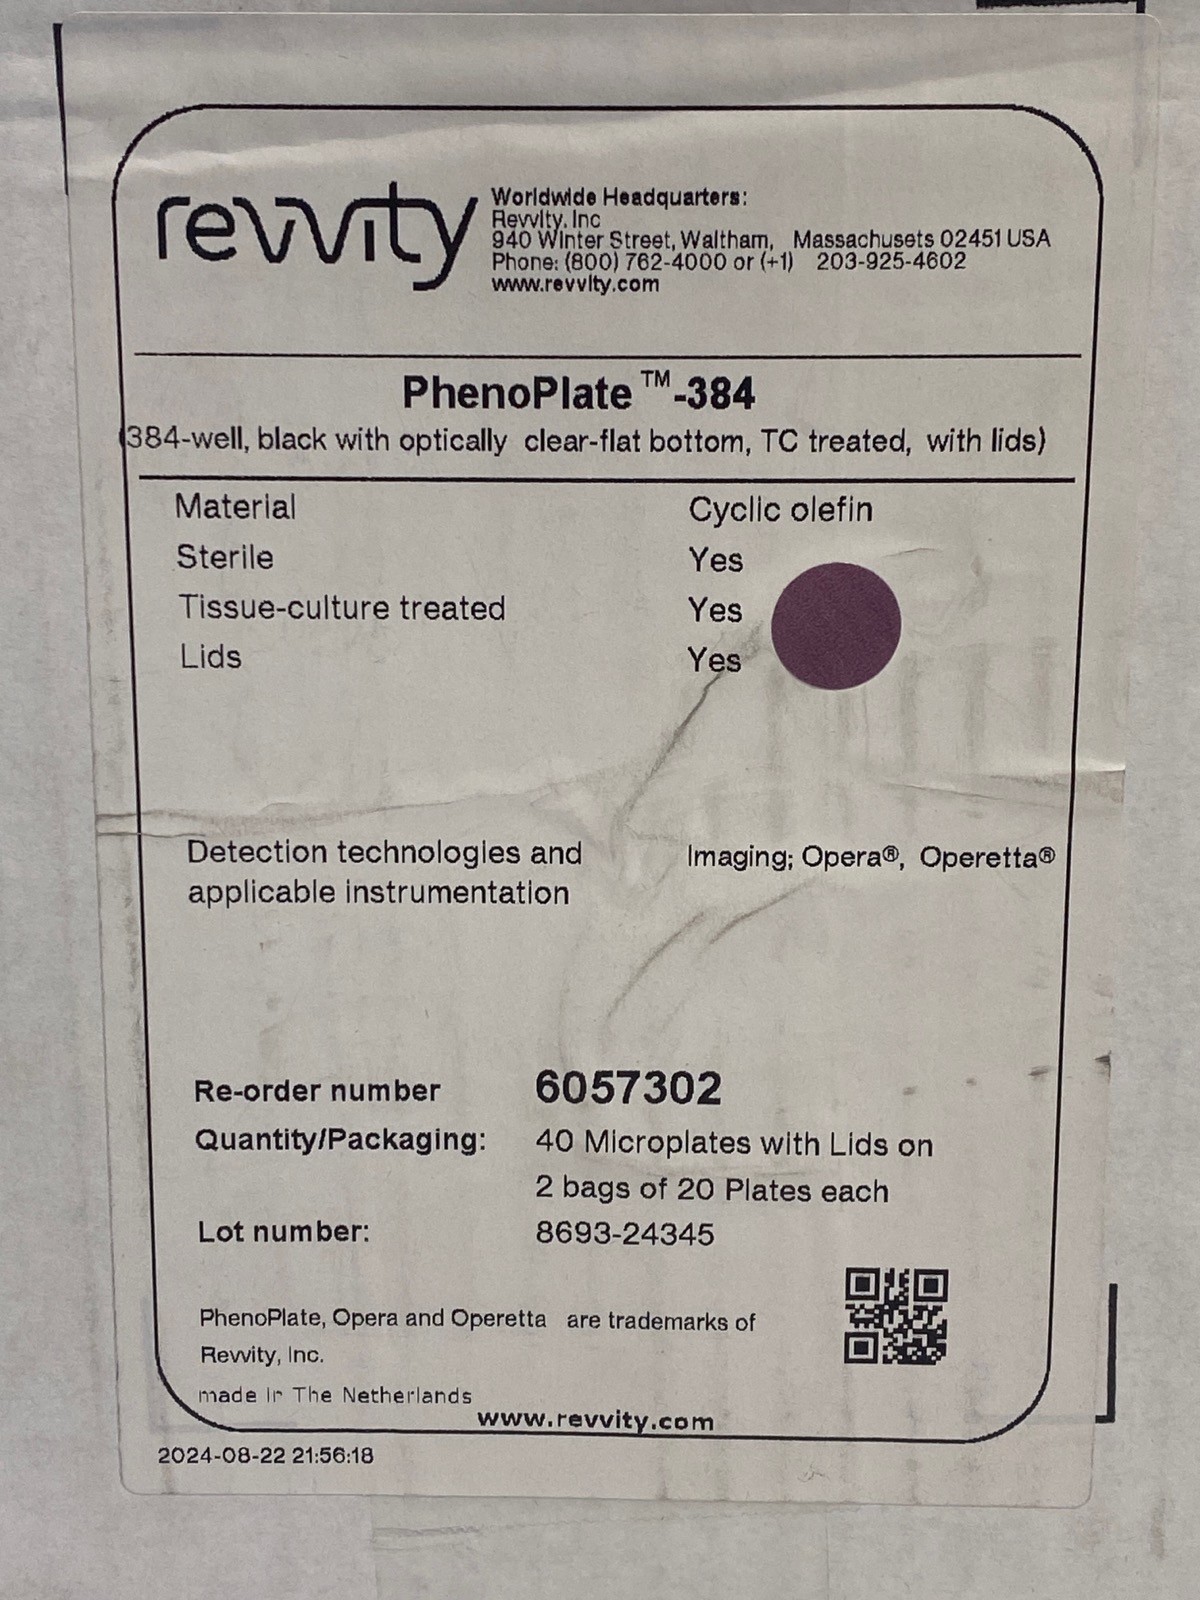 revvity
Worldwide Headquarters:
Revvity, Inc
940 Winter Street, Waltham, Massachusets 02451 USA
Phone: (800) 762-4000 or (+1) 203-925-4602
www.revvity.com
PhenoPlate™-384
(384-well, black with optically clear-flat bottom, TC treated, with lids)
Material Cyclic olefin
Sterile Yes
Tissue-culture treated Yes
Lids Yes
Detection technologies and Imaging; Opera®, Operetta®
applicable instrumentation
Re-order number 6057302
Quantity/Packaging: 40 Microplates with Lids on
2 bags of 20 Plates each
Lot number: 8693-24345
PhenoPlate, Opera and Operetta are trademarks of
Revvity, Inc.
made in The Netherlands
www.revvity.com
2024-08-22 21:56:18